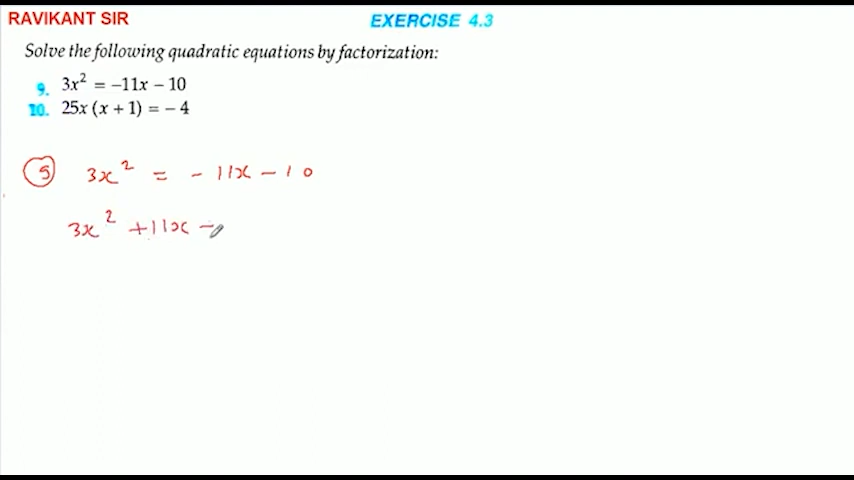 RAVIKANT SIR
EXERCISE 4.3
Solve the following quadratic equations by factorization:
9. 3x² = −11x − 10
10. 25x (x + 1) = − 4
9 3x² = - 11x - 10
3x² + 11x -